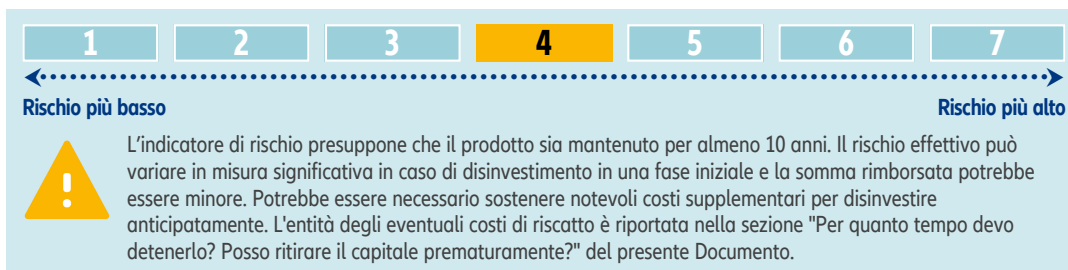 1 2 3 4 5 6 7
Rischio più basso Rischio più alto
L'indicatore di rischio presuppone che il prodotto sia mantenuto per almeno 10 anni. Il rischio effettivo può
variare in misura significativa in caso di disinvestimento in una fase iniziale e la somma rimborsata potrebbe
essere minore. Potrebbe essere necessario sostenere notevoli costi supplementari per disinvestire
anticipatamente. L'entità degli eventuali costi di riscatto è riportata nella sezione "Per quanto tempo devo
detenerlo? Posso ritirare il capitale prematuramente?" del presente Documento.